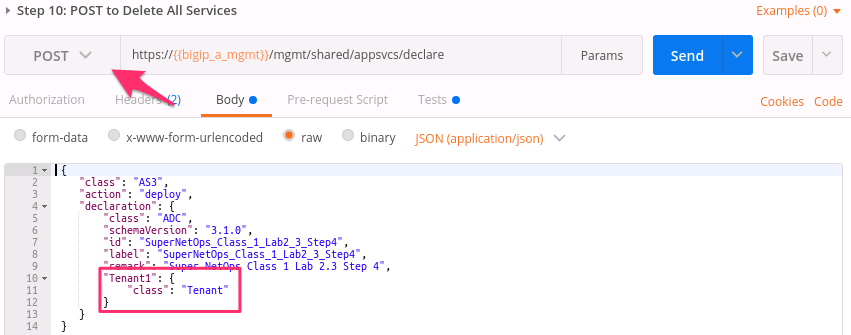 Step 10: POST to Delete All Services
Examples (0)
POST
https://{{bigip_a_mgmt}}/mgmt/shared/appsvcs/declare
Params
Send
Save
Authorization
Headers (2)
Body
Pre-request Script
Tests
Cookies
Code
form-data
x-www-form-urlencoded
raw
binary
JSON (application/json)
1 {
2 "class": "AS3",
3 "action": "deploy",
4 "declaration": {
5 "class": "ADC",
6 "schemaVersion": "3.1.0",
7 "id": "SuperNetOps_Class_1_Lab2_3_Step4",
8 "label": "SuperNetOps_Class_1_Lab2_3_Step4",
9 "remark": "Super NetOps Class 1 Lab 2.3 Step 4",
10 "Tenant1": {
11 "class": "Tenant"
12 }
13 }
14 }